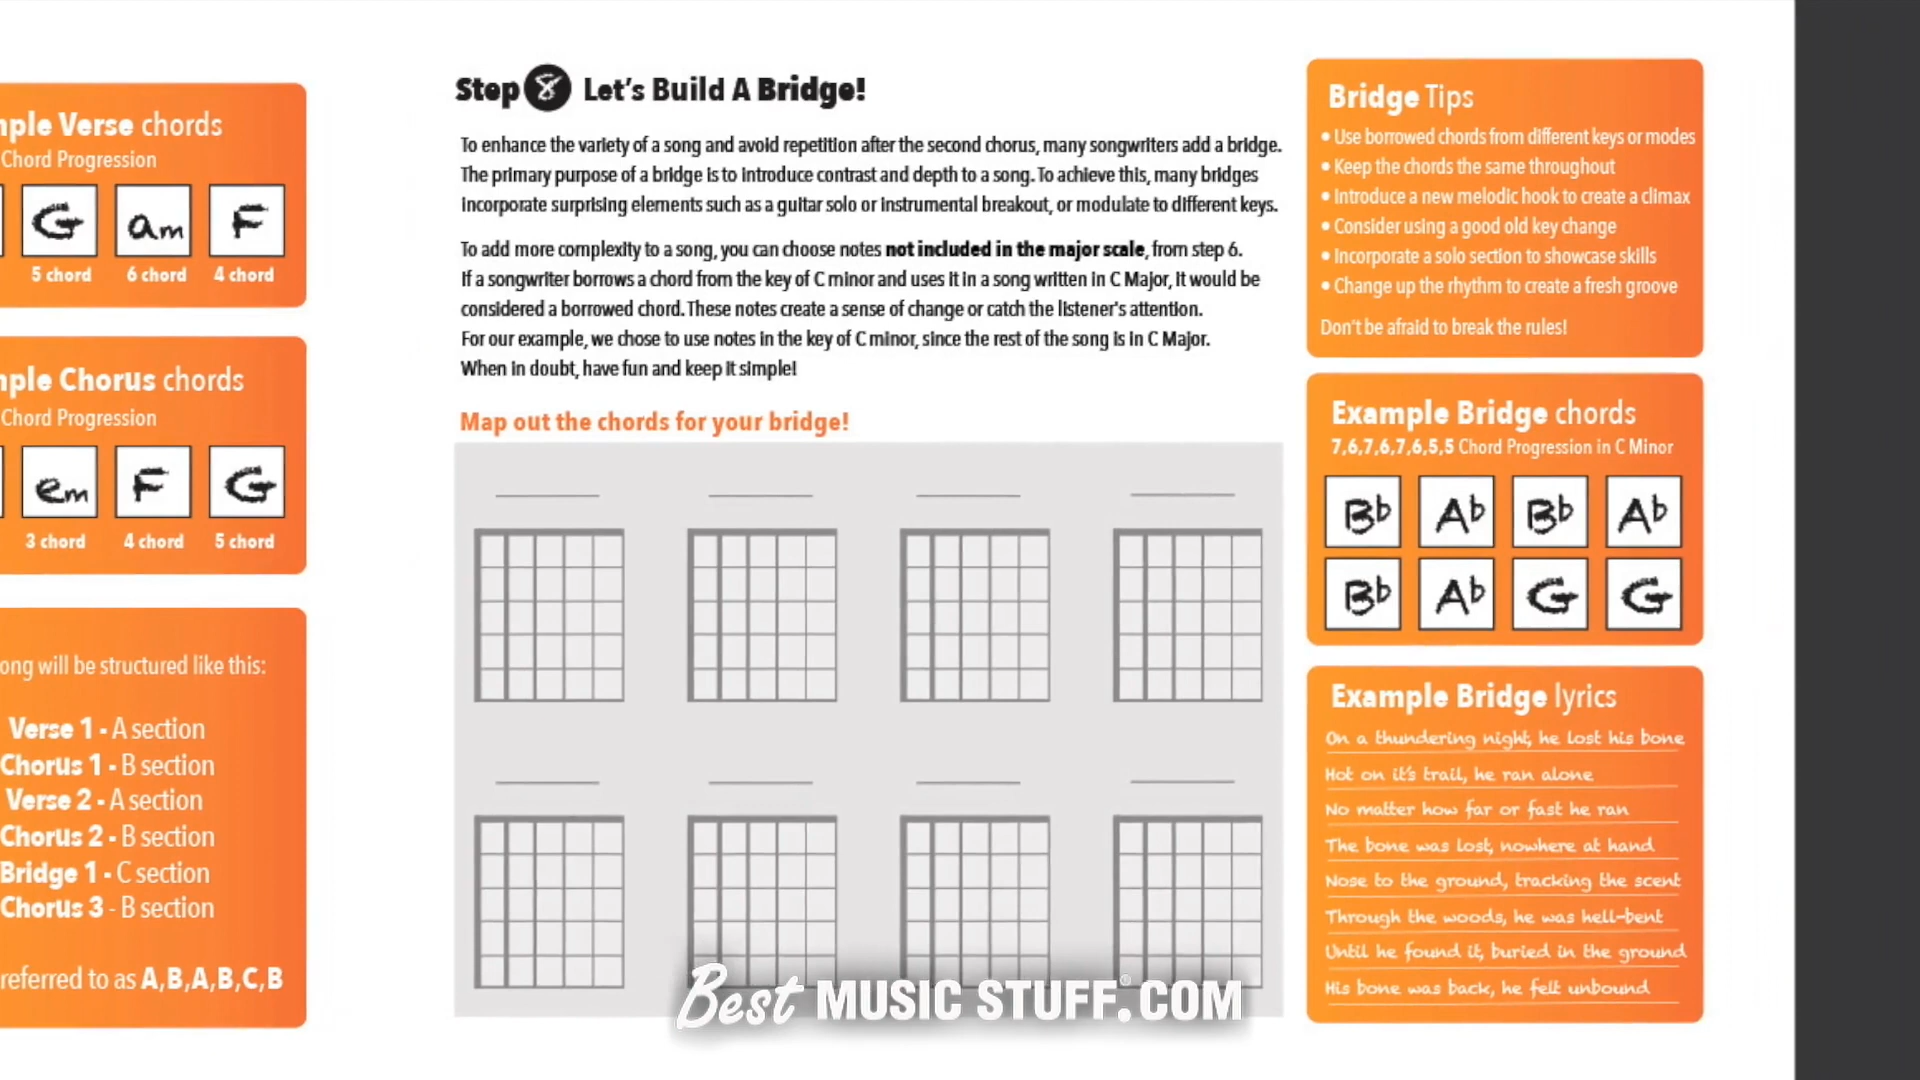 mple Verse chords
Chord Progression
G am F
5 chord 6 chord 4 chord
mple Chorus chords
Chord Progression
em F G
3 chord 4 chord 5 chord
ong will be structured like this:
Verse 1 - A section
Chorus 1 - B section
Verse 2 - A section
Chorus 2 - B section
Bridge 1 - C section
Chorus 3 - B section
referred to as A,B,A,B,C,B
Step 8 Let's Build A Bridge!
To enhance the variety of a song and avoid repetition after the second chorus, many songwriters add a bridge.
The primary purpose of a bridge is to introduce contrast and depth to a song. To achieve this, many bridges
incorporate surprising elements such as a guitar solo or instrumental breakout, or modulate to different keys.
To add more complexity to a song, you can choose notes not included in the major scale, from step 6.
If a songwriter borrows a chord from the key of C minor and uses it in a song written in C Major, it would be
considered a borrowed chord. These notes create a sense of change or catch the listener's attention.
For our example, we chose to use notes in the key of C minor, since the rest of the song is in C Major.
When in doubt, have fun and keep it simple!
Map out the chords for your bridge!
Best MUSIC STUFF®.COM
Bridge Tips
• Use borrowed chords from different keys or modes
• Keep the chords the same throughout
• Introduce a new melodic hook to create a climax
• Consider using a good old key change
• Incorporate a solo section to showcase skills
• Change up the rhythm to create a fresh groove
Don't be afraid to break the rules!
Example Bridge chords
7,6,7,6,7,6,5,5 Chord Progression in C Minor
B♭ A♭ B♭ A♭
B♭ A♭ G G
Example Bridge lyrics
On a thundering night, he lost his bone
Hot on it's trail, he ran alone
No matter how far or fast he ran
The bone was lost, nowhere at hand
Nose to the ground, tracking the scent
Through the woods, he was hell-bent
Until he found it, buried in the ground
His bone was back, he felt unbound